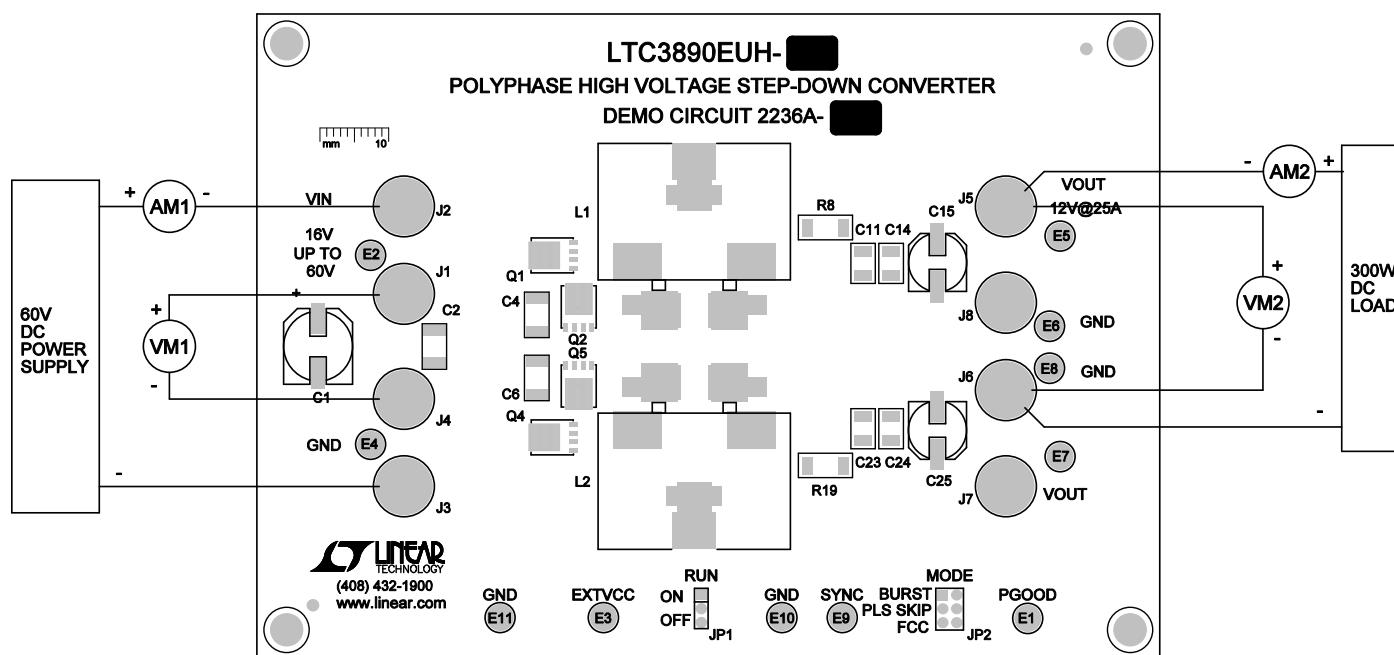 LTC3890EUH-
POLYPHASE HIGH VOLTAGE STEP-DOWN CONVERTER
DEMO CIRCUIT 2236A-
mm 10
60V
DC
POWER
SUPPLY
+
AM1
-
+
VM1
-
-
VIN
J2
16V
UP TO
60V
E2
J1
+
C1
C2
J4
GND
E4
J3
L1
Q1
C4
Q2
Q5
C6
Q4
L2
R8
C11
C14
C15
R19
C23
C24
C25
J5
VOUT
12V@25A
E5
J8
E6
GND
E8
GND
J6
E7
J7
VOUT
-
AM2
+
+
VM2
-
-
300W
DC
LOAD
LINEAR
TECHNOLOGY
(408) 432-1900
www.linear.com
GND
E11
EXTVCC
E3
RUN
ON
OFF
JP1
GND
E10
SYNC
E9
MODE
BURST
PLS SKIP
FCC
JP2
PGOOD
E1